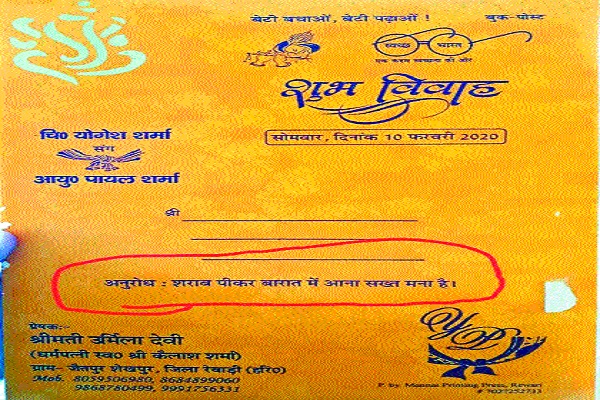 बेटी बचाओं, बेटी पढ़ाओं !
बुक-पोस्ट
स्वच्छ भारत
एक कदम स्वच्छता की ओर
शुभ विवाह
सोमवार, दिनांक 10 फरवरी 2020
चि० योगेश शर्मा
संग
आयु० पायल शर्मा
श्री
अनुरोध : शराब पीकर बारात में आना सख्त मना है।
प्रेषक:-
श्रीमती उर्मिला देवी
(धर्मपत्नी स्व० श्री कैलाश शर्मा)
ग्राम- जैतपुर शेखपुर, जिला रेवाड़ी (हरि०)
Mob. 8059506980, 8684899060
9868780499, 9991756331
YP
P. by. Mannat Printing Press, Rewari
# 9027252733